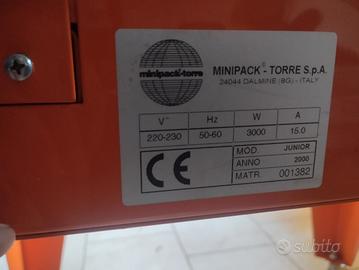 minipack-torre
MINIPACK® - TORRE S.p.A.
24044 DALMINE (BG) - ITALY
V~ Hz W A
220-230 50-60 3000 15.0
CE
MOD. JUNIOR
ANNO 2000
MATR. 001382
subito